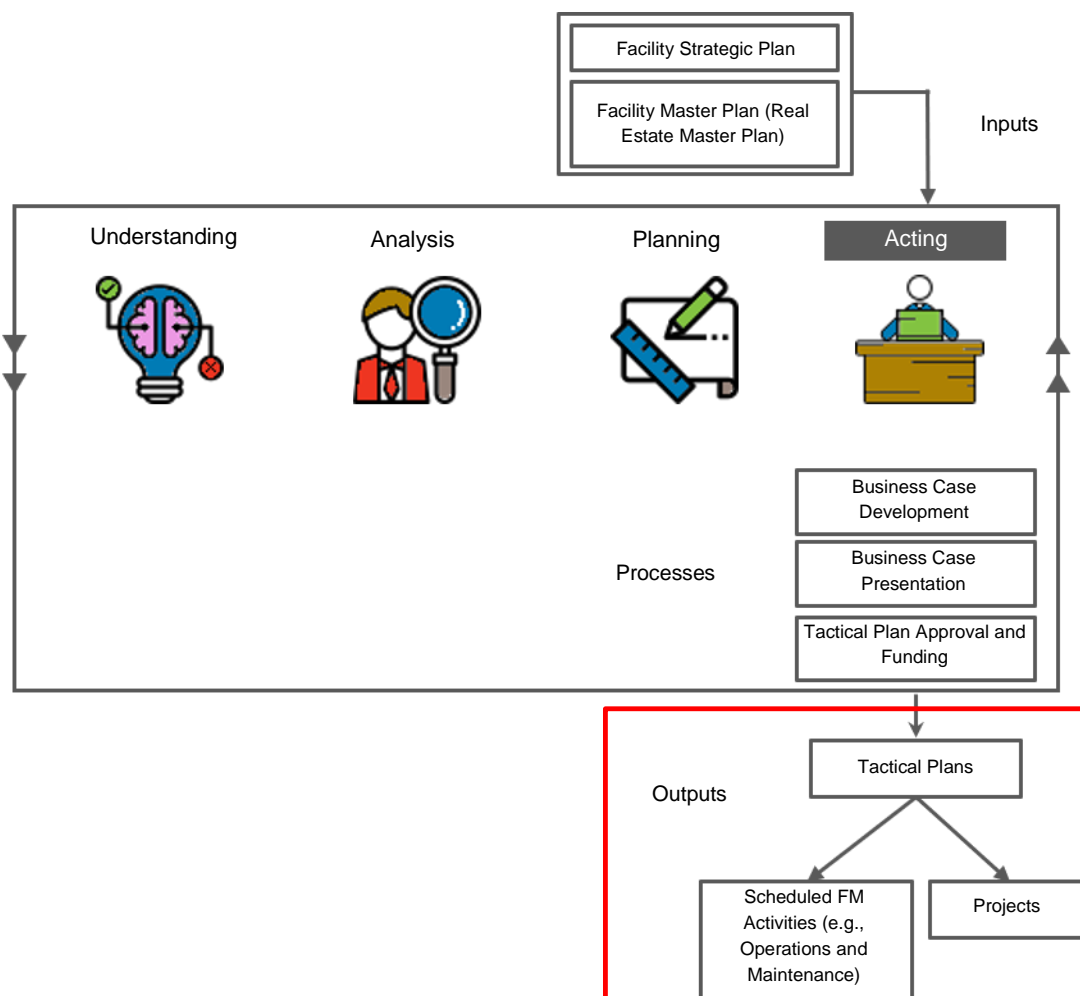 Facility Strategic Plan
Facility Master Plan (Real
Estate Master Plan)
Inputs
Understanding
Analysis
Planning
Acting
Business Case
Development
Processes
Business Case
Presentation
Tactical Plan Approval and
Funding
Outputs
Tactical Plans
Scheduled FM
Activities (e.g.,
Operations and
Maintenance)
Projects